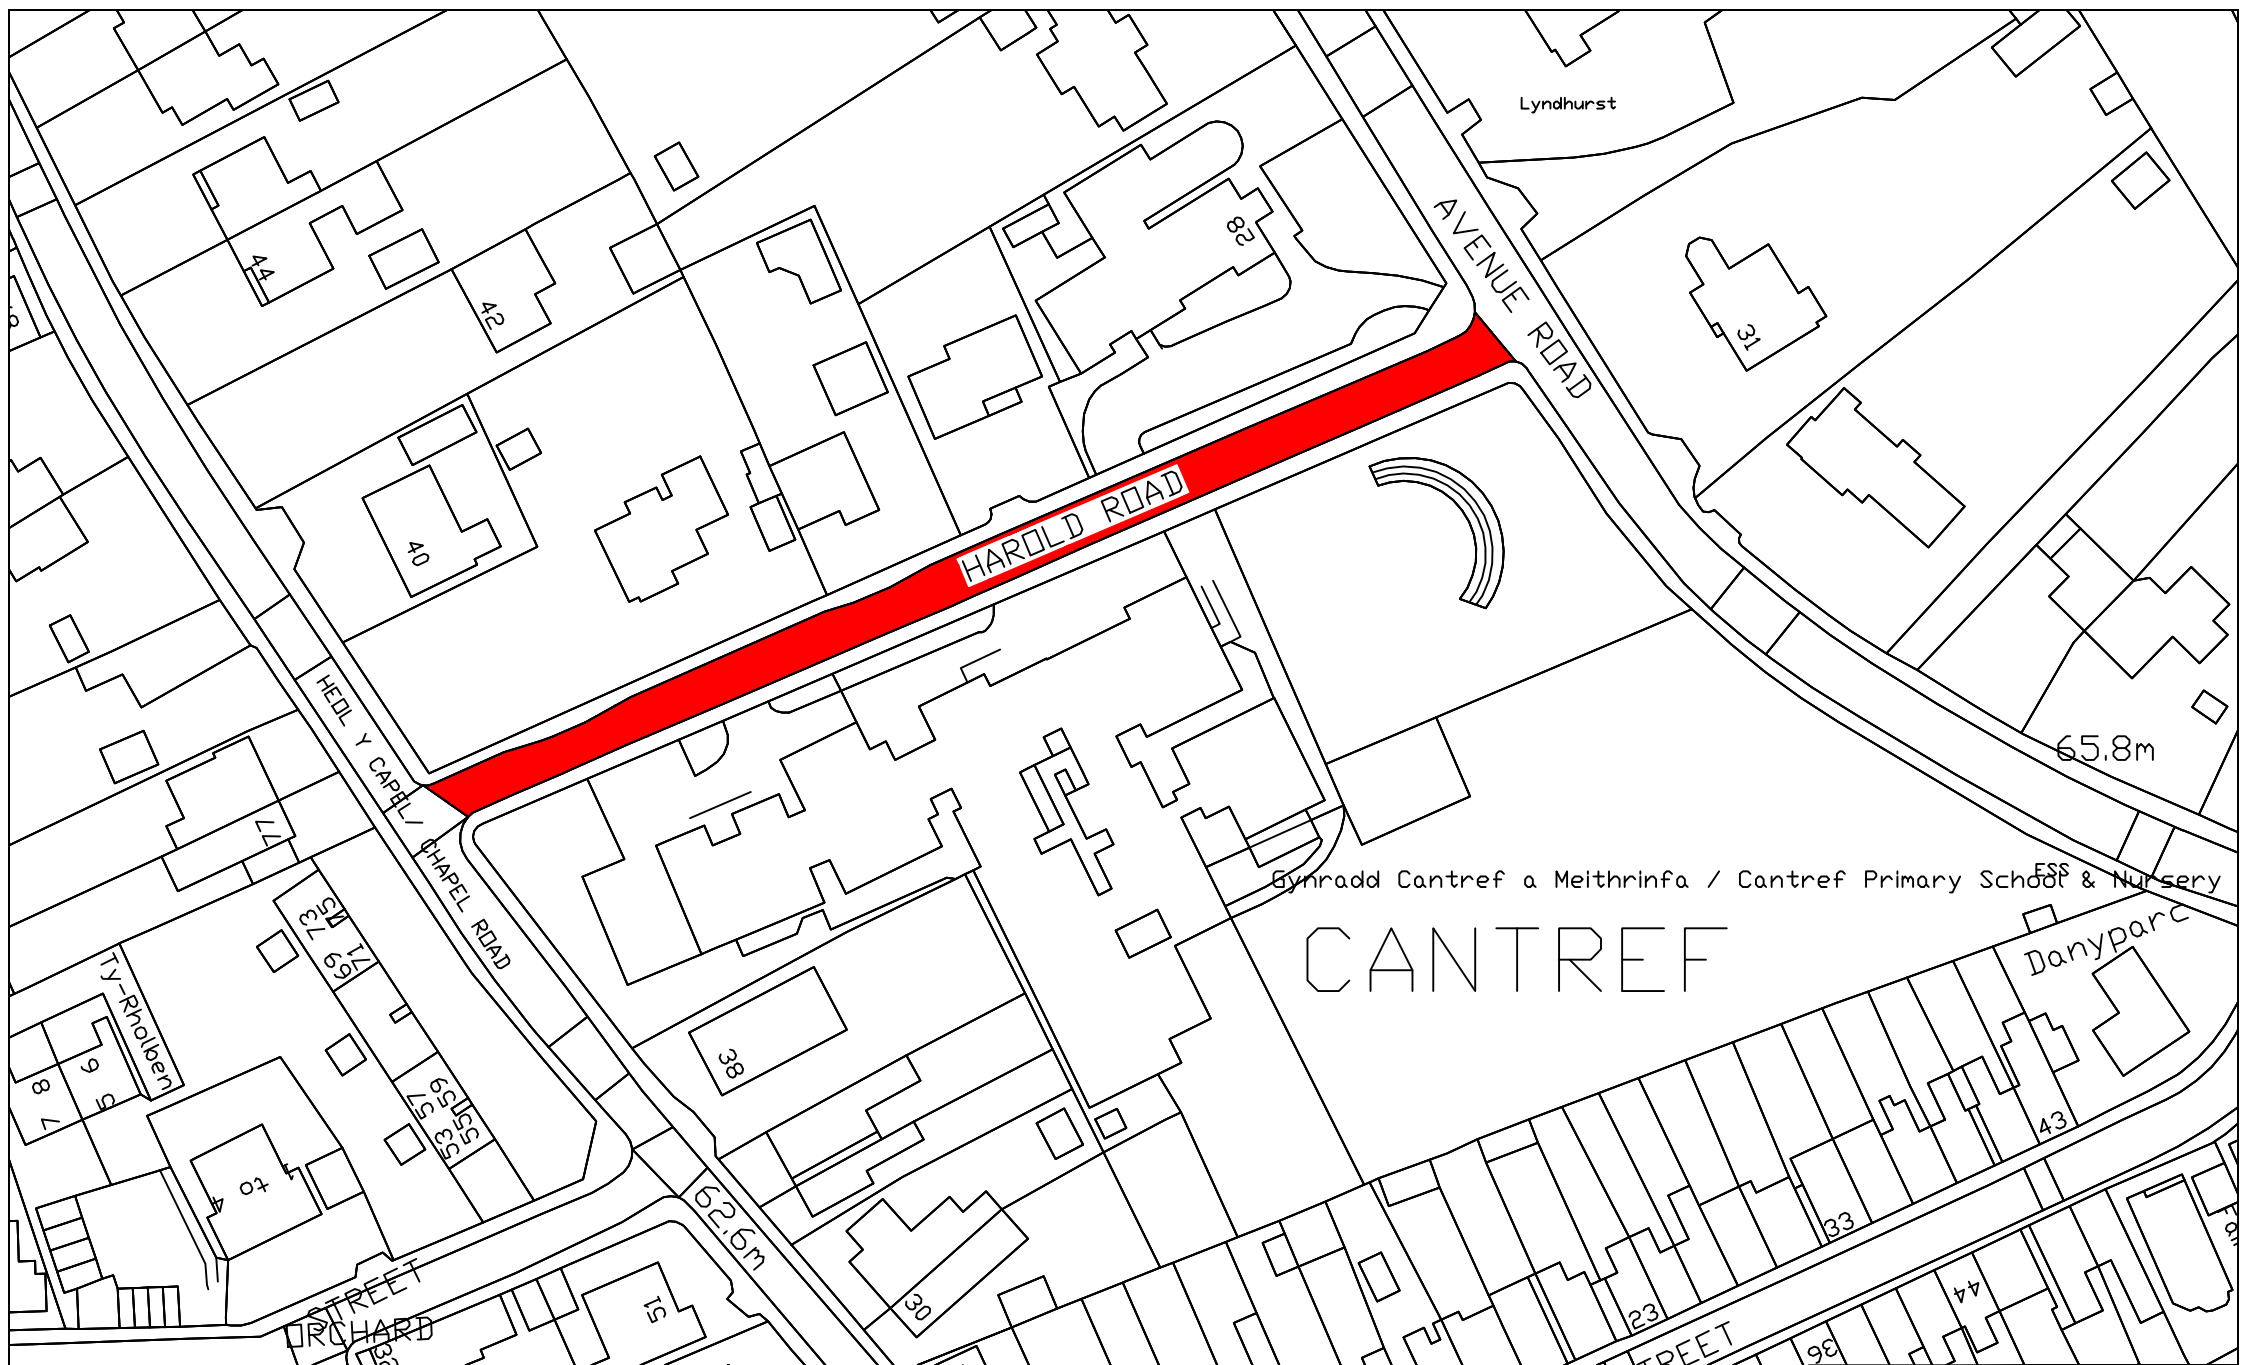 Lyndhurst
AVENUE ROAD
28
44
42
31
HAROLD ROAD
40
HEOL Y CAPEL/ CHAPEL ROAD
65.8m
77
ESS
Gynradd Cantref a Meithrinfa / Cantref Primary School & Nursery
CANTREF
Danyparc
75
73
71
69
Ty-Rholben
38
6
8
5
7
59
57
55
53
43
1
to
4
62.6m
33
STREET
ORCHARD
51
30
23
44
36
STREET